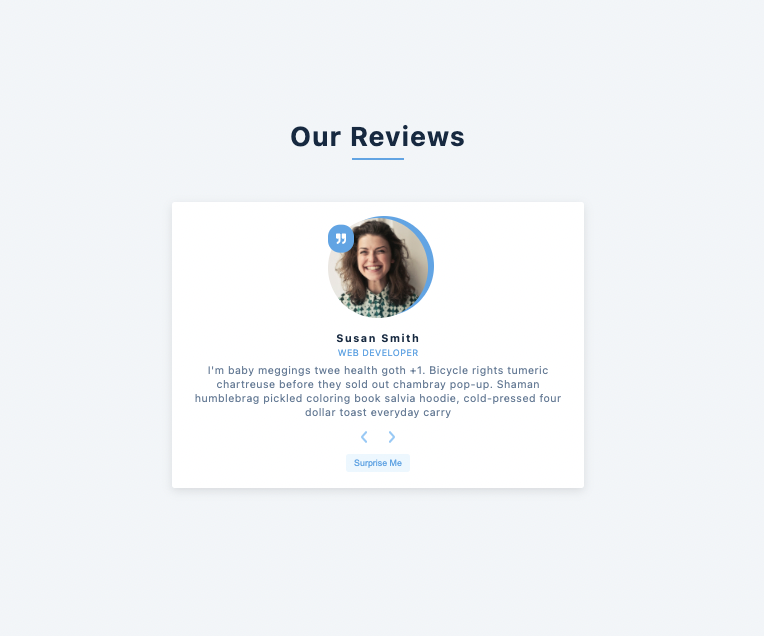 Our Reviews
Susan Smith
WEB DEVELOPER
I'm baby meggings twee health goth +1. Bicycle rights tumeric
chartreuse before they sold out chambray pop-up. Shaman
humblebrag pickled coloring book salvia hoodie, cold-pressed four
dollar toast everyday carry
Surprise Me